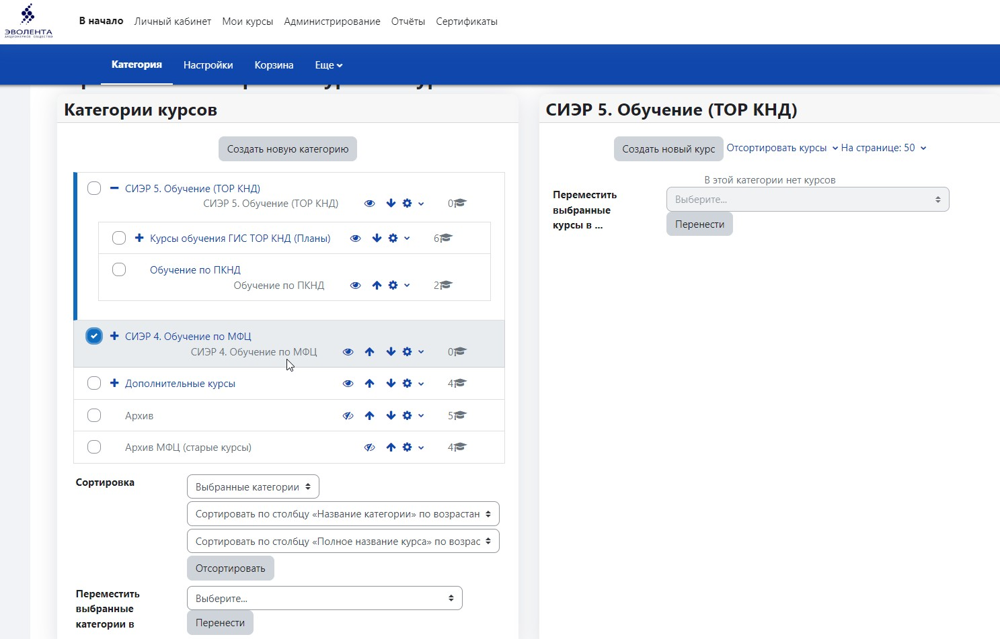 ЭВОЛЕНТА
АКЦИОНЕРНОЕ ОБЩЕСТВО
В начало Личный кабинет Мои курсы Администрирование Отчёты Сертификаты
Категория Настройки Корзина Еще
Категории курсов
Создать новую категорию
СИЭР 5. Обучение (ТОР КНД)
СИЭР 5. Обучение (ТОР КНД) 0
Курсы обучения ГИС ТОР КНД (Планы) 6
Обучение по ПКНД
Обучение по ПКНД 2
СИЭР 4. Обучение по МФЦ
СИЭР 4. Обучение по МФЦ 0
Дополнительные курсы 4
Архив 5
Архив МФЦ (старые курсы) 4
Сортировка
Выбранные категории
Сортировать по столбцу «Название категории» по возрастан
Сортировать по столбцу «Полное название курса» по возрас
Отсортировать
Переместить
выбранные
категории в
Выберите...
Перенести
СИЭР 5. Обучение (ТОР КНД)
Создать новый курс Отсортировать курсы На странице: 50
В этой категории нет курсов
Переместить
выбранные
курсы в ...
Выберите...
Перенести